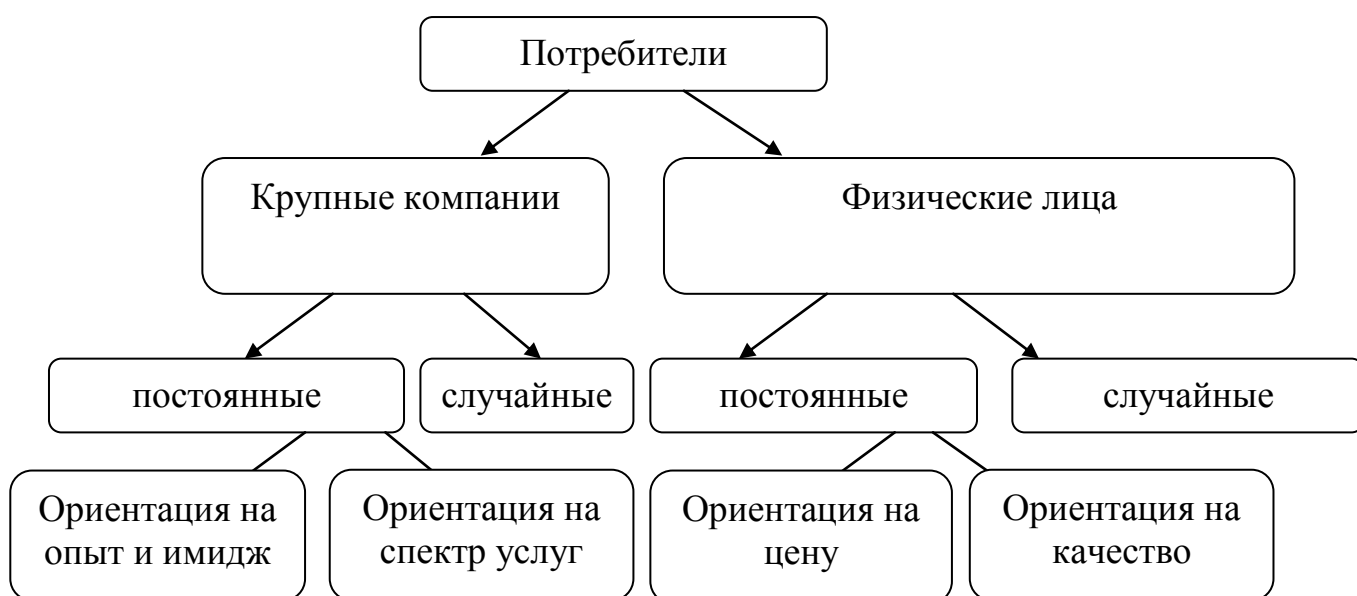 Потребители
Крупные компании
Физические лица
постоянные
случайные
постоянные
случайные
Ориентация на
опыт и имидж
Ориентация на
спектр услуг
Ориентация на
цену
Ориентация на
качество